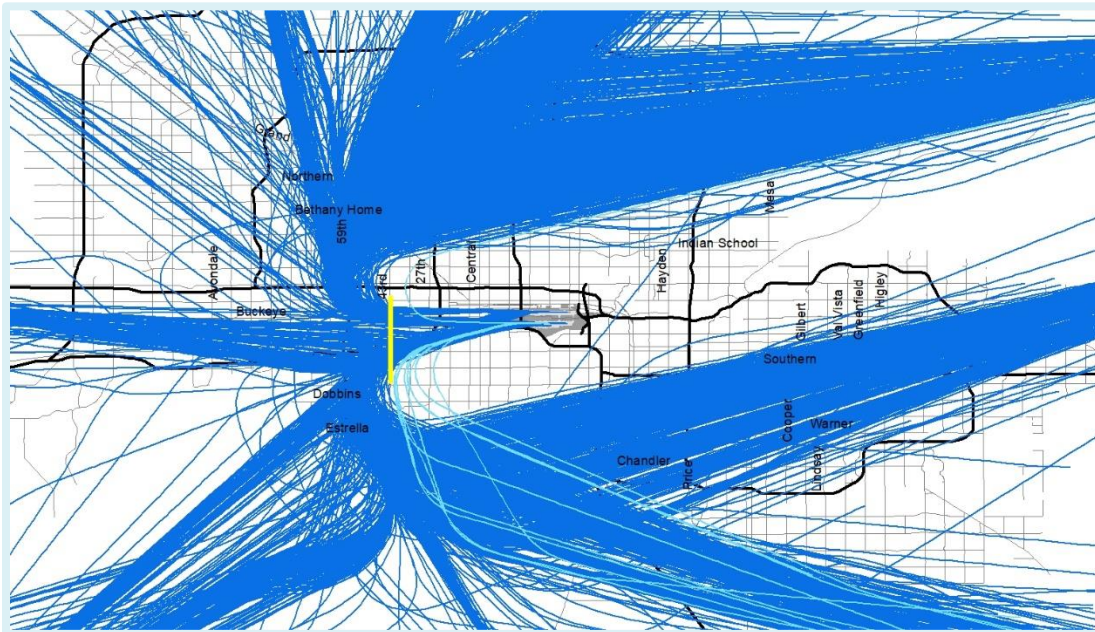 Grand
Northern
Bethany Home
59th
Avondale
43rd
27th
Central
Buckeye
Hayden
Indian School
Mesa
Gilbert
Val Vista
Greenfield
Higley
Southern
Dobbins
Estrella
Cooper
Warner
Chandler
Price
Lindsay